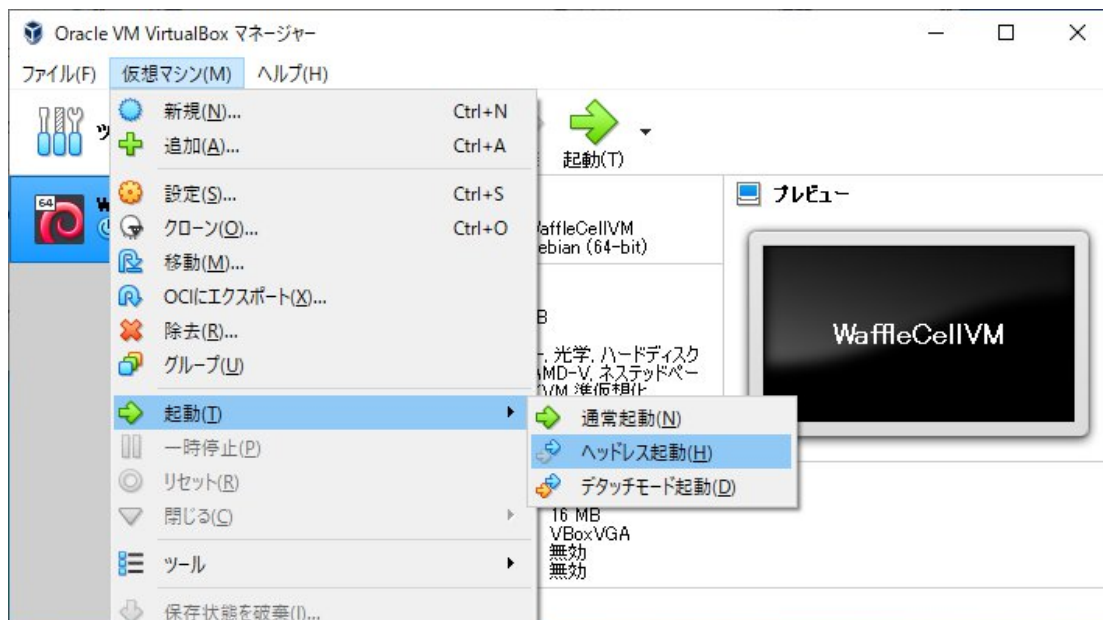 Oracle VM VirtualBox マネージャー
ファイル(F) 仮想マシン(M) ヘルプ(H)
新規(N)... Ctrl+N
追加(A)... Ctrl+A
起動(T)
設定(S)... Ctrl+S
プレビュー
64
クローン(O)... Ctrl+O
affleCellVM
ebian (64-bit)
移動(M)...
OCIにエクスポート(X)...
B
除去(R)...
WaffleCellVM
グループ(U)
, 光学, ハードディスク
MD-V, ネステッドペー
VM 準仮想化
起動(T)
通常起動(N)
一時停止(P)
ヘッドレス起動(H)
リセット(R)
デタッチモード起動(D)
閉じる(C)
16 MB
VBoxVGA
無効
ツール
無効
保存状態を破棄(I)...